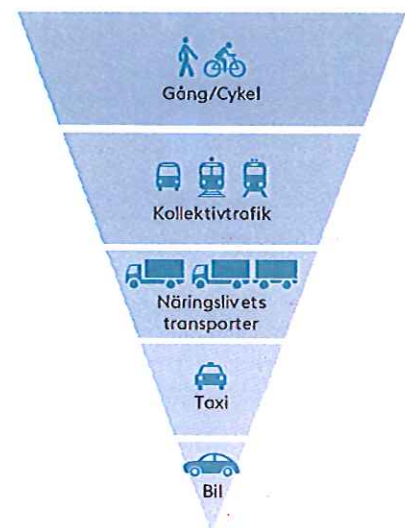 Gång/Cykel
Kollektivtrafik
Näringslivets
transporter
Taxi
Bil